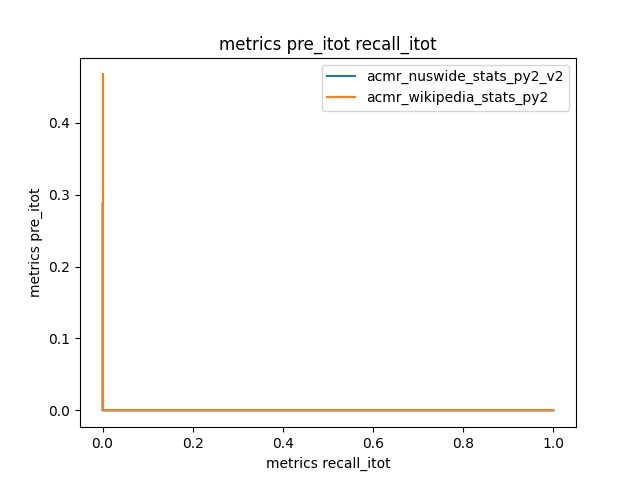 metrics pre_itot recall_itot
acmr_nuswide_stats_py2_v2
acmr_wikipedia_stats_py2
metrics pre_itot
0.4
0.3
0.2
0.1
0.0
0.0 0.2 0.4 0.6 0.8 1.0
metrics recall_itot